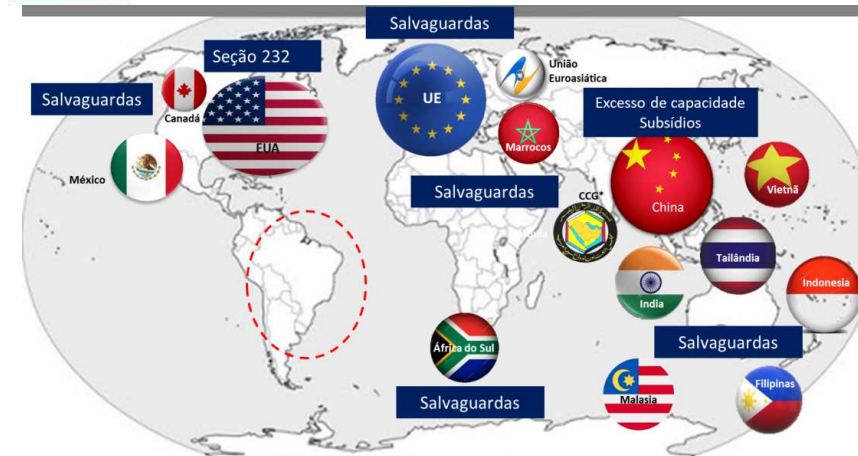 Salvaguardas
Seção 232
União
Euroasiática
Salvaguardas
Canadá
UE
Excesso de capacidade
Subsídios
EUA
Marrocos
México
Salvaguardas
CCG*
China
Vietnã
Tailândia
India
Indonesia
África do Sul
Salvaguardas
Malasia
Filipinas
Salvaguardas